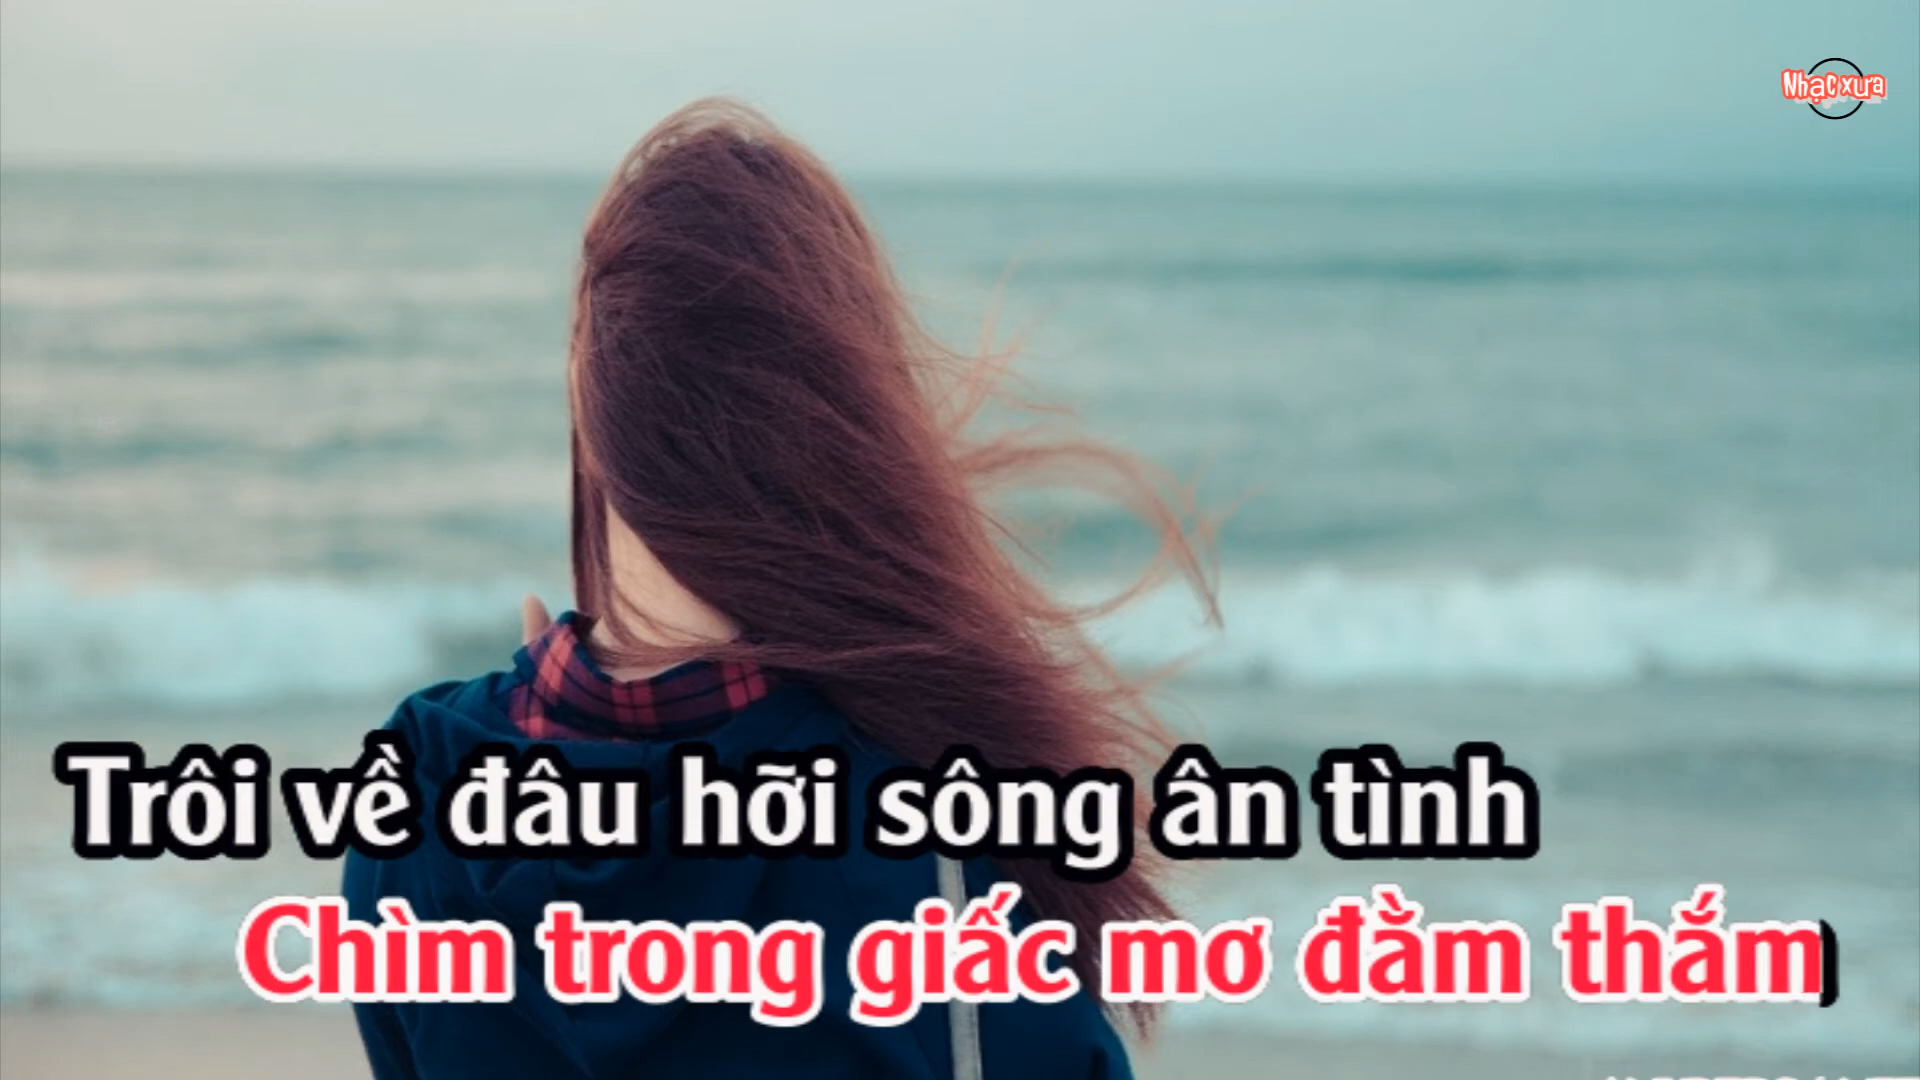 Nhạc xưa
Trôi về đâu hỡi sông ân tình
Chìm trong giấc mơ đằm thắm